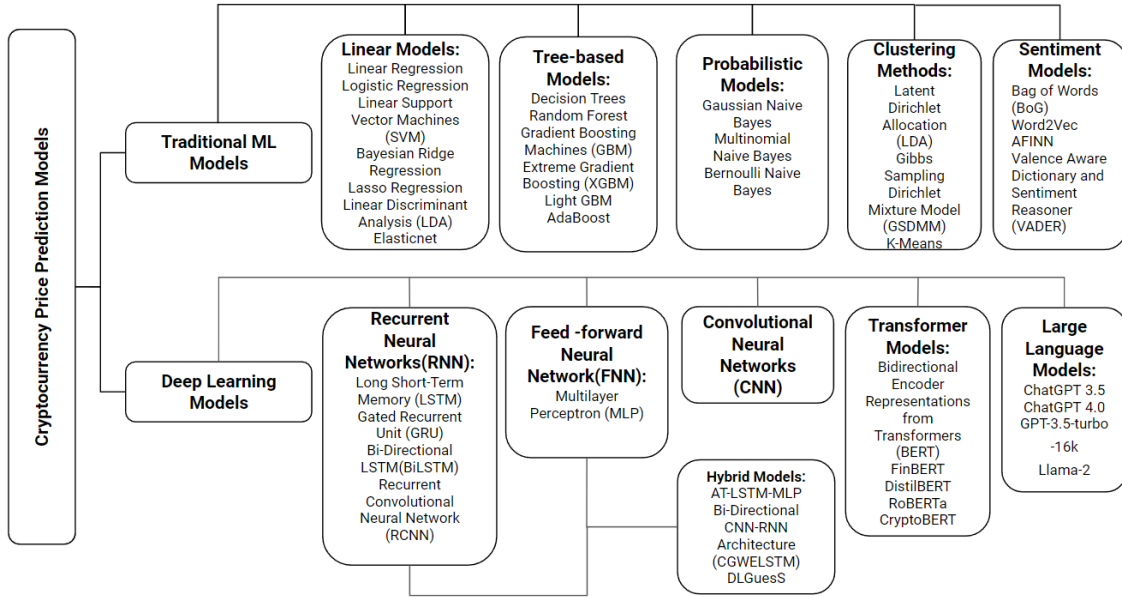 Cryptocurrency Price Prediction Models
Traditional ML
Models
Linear Models:
Linear Regression
Logistic Regression
Linear Support
Vector Machines
(SVM)
Bayesian Ridge
Regression
Lasso Regression
Linear Discriminant
Analysis (LDA)
Elasticnet
Tree-based
Models:
Decision Trees
Random Forest
Gradient Boosting
Machines (GBM)
Extreme Gradient
Boosting (XGBM)
Light GBM
AdaBoost
Probabilistic
Models:
Gaussian Naive
Bayes
Multinomial
Naive Bayes
Bernoulli Naive
Bayes
Clustering
Methods:
Latent
Dirichlet
Allocation
(LDA)
Gibbs
Sampling
Dirichlet
Mixture Model
(GSDMM)
K-Means
Sentiment
Models:
Bag of Words
(BoG)
Word2Vec
AFINN
Valence Aware
Dictionary and
Sentiment
Reasoner
(VADER)
Deep Learning
Models
Recurrent
Neural
Networks(RNN):
Long Short-Term
Memory (LSTM)
Gated Recurrent
Unit (GRU)
Bi-Directional
LSTM(BiLSTM)
Recurrent
Convolutional
Neural Network
(RCNN)
Feed -forward
Neural
Network(FNN):
Multilayer
Perceptron (MLP)
Convolutional
Neural
Networks
(CNN)
Hybrid Models:
AT-LSTM-MLP
Bi-Directional
CNN-RNN
Architecture
(CGWELSTM)
DLGuesS
Transformer
Models:
Bidirectional
Encoder
Representations
from
Transformers
(BERT)
FinBERT
DistilBERT
RoBERTa
CryptoBERT
Large
Language
Models:
ChatGPT 3.5
ChatGPT 4.0
GPT-3.5-turbo
-16k
Llama-2